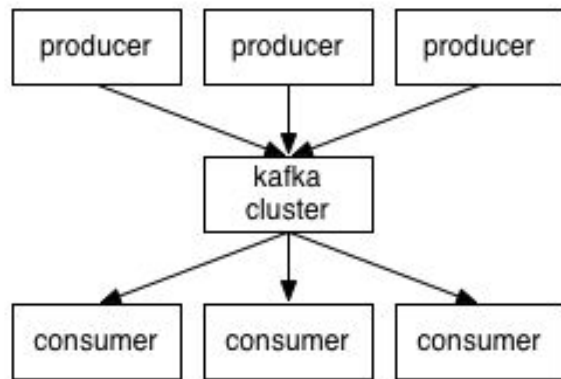 producer producer producer
kafka
cluster
consumer consumer consumer